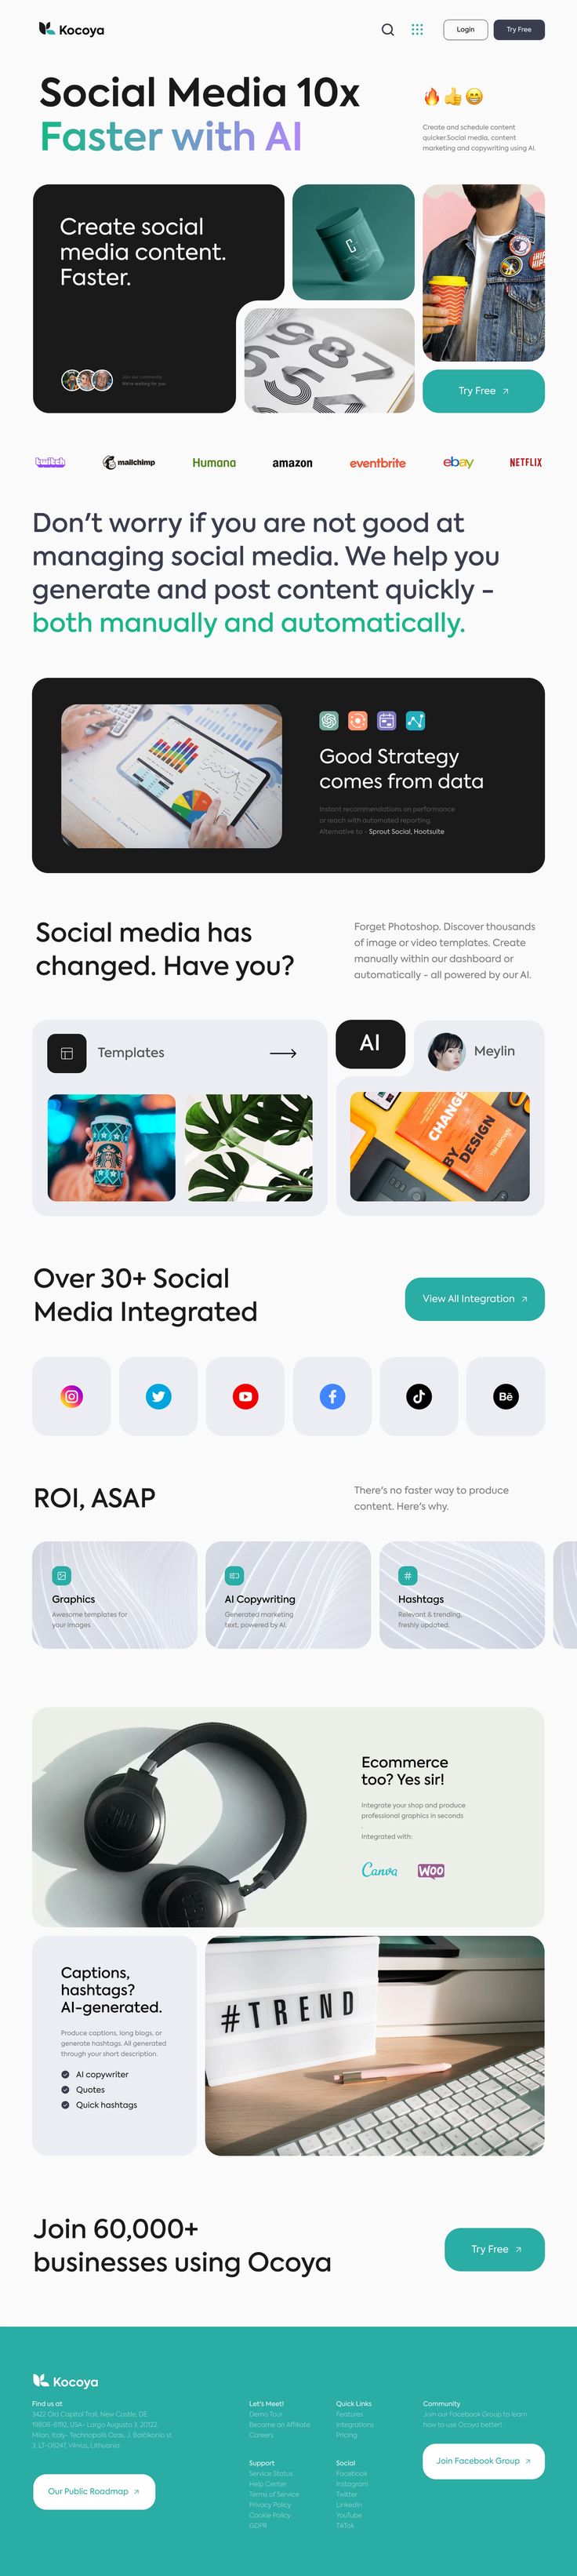 Kocoya
Login
Try Free
Social Media 10x
Faster with AI
Create and schedule content
quicker.Social media, content
marketing and copywriting using AI.
Create social
media content.
Faster.
Join our community
We're waiting for you
Try Free
twitch
mailchimp
Humana
amazon
eventbrite
ebay
NETFLIX
Don't worry if you are not good at
managing social media. We help you
generate and post content quickly -
both manually and automatically.
Good Strategy
comes from data
Instant recommendations on performance
or reach with automated reporting.
Alternative to - Sprout Social, Hootsuite
Social media has
changed. Have you?
Forget Photoshop. Discover thousands
of image or video templates. Create
manually within our dashboard or
automatically - all powered by our AI.
Templates
AI
Meylin
CHANGE
BY
DESIGN
Over 30+ Social
Media Integrated
View All Integration
Bē
ROI, ASAP
There's no faster way to produce
content. Here's why.
Graphics
Awesome templates for
your images
AI Copywriting
Generated marketing
text, powered by AI.
Hashtags
Relevant & trending,
freshly updated.
JBL
Ecommerce
too? Yes sir!
Integrate your shop and produce
professional graphics in seconds
.
Integrated with:
Canva
WOO
Captions,
hashtags?
AI-generated.
Produce captions, long blogs, or
generate hashtags. All generated
through your short description.
AI copywriter
Quotes
Quick hashtags
#TREND
Join 60,000+
businesses using Ocoya
Try Free
Kocoya
Find us at
3422 Old Capitol Trail, New Castle, DE
19808-6192, USA- Largo Augusto 3, 20122,
Milan, Italy-Technopolis Ozas, J. Balčikonio st.
3, LT-08247, Vilnius, Lithuania
Our Public Roadmap
Let's Meet!
Demo Tour
Become an Affiliate
Careers
Support
Service Status
Help Center
Terms of Service
Privacy Policy
Cookie Policy
GDPR
Quick Links
Features
Integrations
Pricing
Social
Facebook
Instagram
Twitter
LinkedIn
YouTube
TikTok
Community
Join our Facebook Group to learn
how to use Ocoya better!
Join Facebook Group